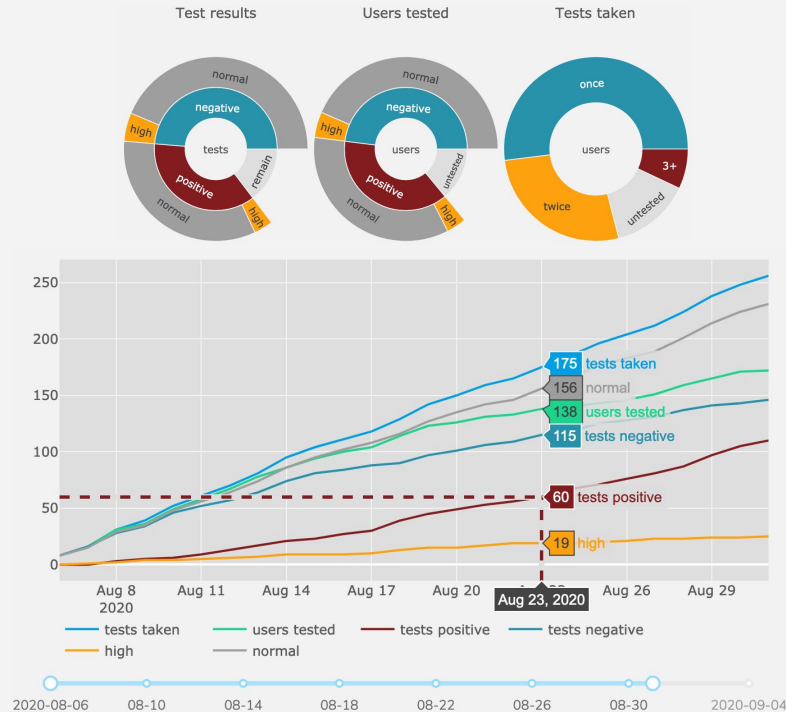 Test results Users tested Tests taken
normal normal once
negative negative
high high
tests users users
3+
remain untested
positive positive
untested
twice
normal high normal high
250
200
175 tests taken
156 normal
150
138 users tested
115 tests negative
100
60 tests positive
50
19 high
0
Aug 8 Aug 11 Aug 14 Aug 17 Aug 20 Aug 26 Aug 29
2020
Aug 23, 2020
tests taken users tested tests positive tests negative
high normal
2020-08-06 08-10 08-14 08-18 08-22 08-26 08-30 2020-09-04